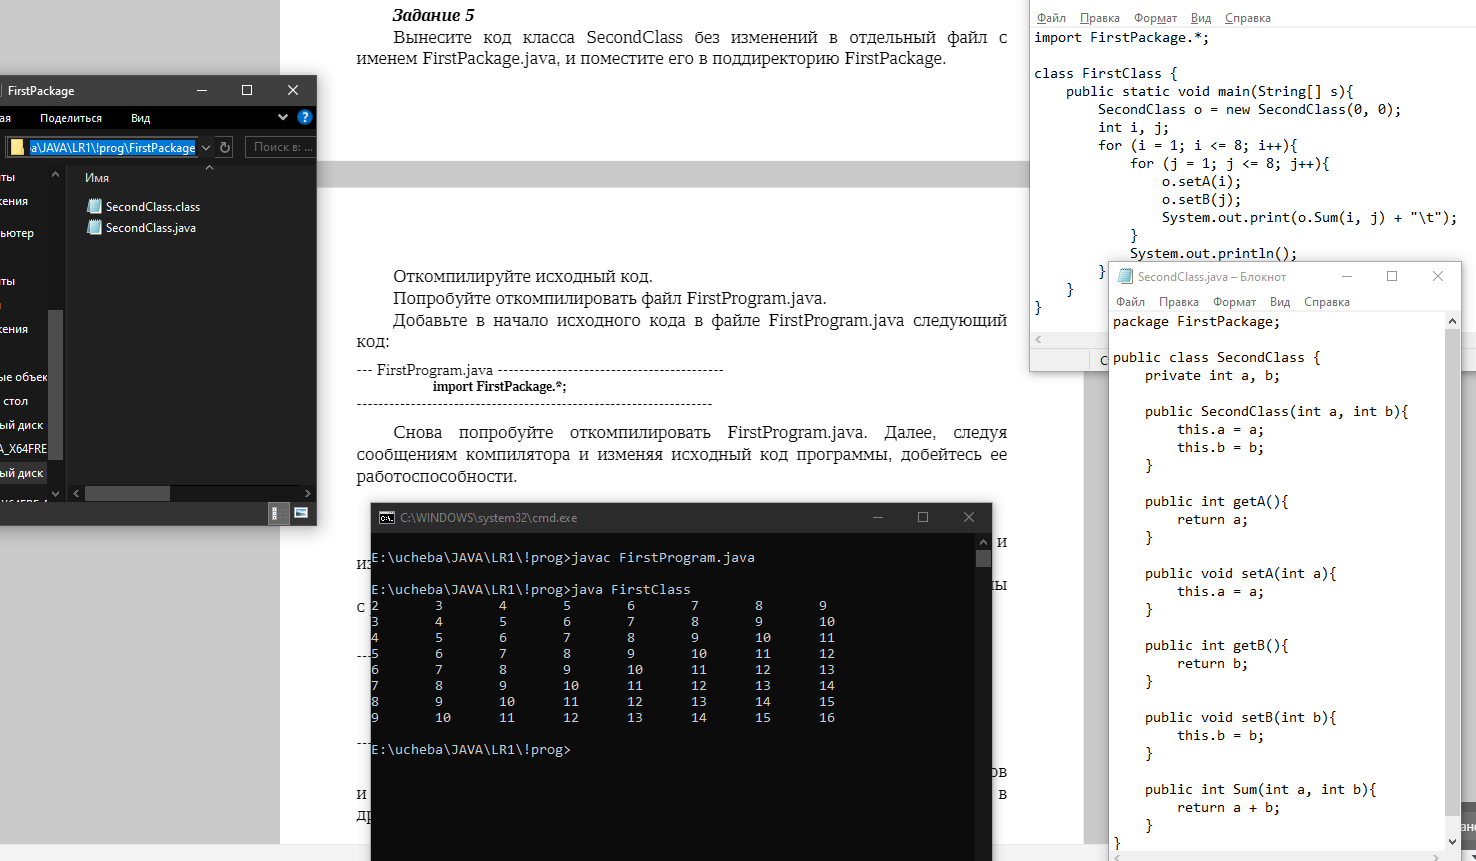 Задание 5
Вынесите код класса SecondClass без изменений в отдельный файл с
именем FirstPackage.java, и поместите его в поддиректорию FirstPackage.
Откомпилируйте исходный код.
Попробуйте откомпилировать файл FirstProgram.java.
Добавьте в начало исходного кода в файле FirstProgram.java следующий
код:
--- FirstProgram.java ------------------------------------------
import FirstPackage.*;
------------------------------------------------------------------
Снова попробуйте откомпилировать FirstProgram.java. Далее, следуя
сообщениям компилятора и изменяя исходный код программы, добейтесь ее
работоспособности.
FirstPackage
Поделиться Вид
a\JAVA\LR1\!prog\FirstPackage
Поиск в: ...
Имя
SecondClass.class
SecondClass.java
ьютер
стол
A_X64FRE
ый диск
C:\WINDOWS\system32\cmd.exe
E:\ucheba\JAVA\LR1\!prog>javac FirstProgram.java
E:\ucheba\JAVA\LR1\!prog>java FirstClass
2 3 4 5 6 7 8 9
3 4 5 6 7 8 9 10
4 5 6 7 8 9 10 11
5 6 7 8 9 10 11 12
6 7 8 9 10 11 12 13
7 8 9 10 11 12 13 14
8 9 10 11 12 13 14 15
9 10 11 12 13 14 15 16
E:\ucheba\JAVA\LR1\!prog>
Файл Правка Формат Вид Справка
import FirstPackage.*;
class FirstClass {
public static void main(String[] s){
SecondClass o = new SecondClass(0, 0);
int i, j;
for (i = 1; i <= 8; i++){
for (j = 1; j <= 8; j++){
o.setA(i);
o.setB(j);
System.out.print(o.Sum(i, j) + "\t");
}
System.out.println();
}
}
}
SecondClass.java – Блокнот
Файл Правка Формат Вид Справка
package FirstPackage;
public class SecondClass {
private int a, b;
public SecondClass(int a, int b){
this.a = a;
this.b = b;
}
public int getA(){
return a;
}
public void setA(int a){
this.a = a;
}
public int getB(){
return b;
}
public void setB(int b){
this.b = b;
}
public int Sum(int a, int b){
return a + b;
}
}